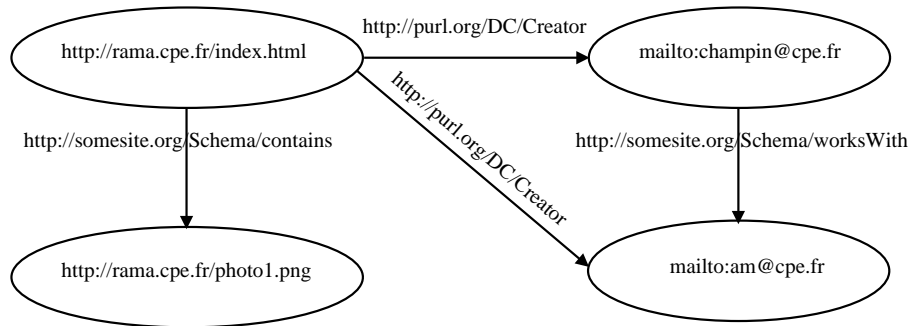 http://purl.org/DC/Creator
http://rama.cpe.fr/index.html
mailto:champin@cpe.fr
http://purl.org/DC/Creator
http://somesite.org/Schema/contains
http://somesite.org/Schema/worksWith
http://rama.cpe.fr/photo1.png
mailto:am@cpe.fr